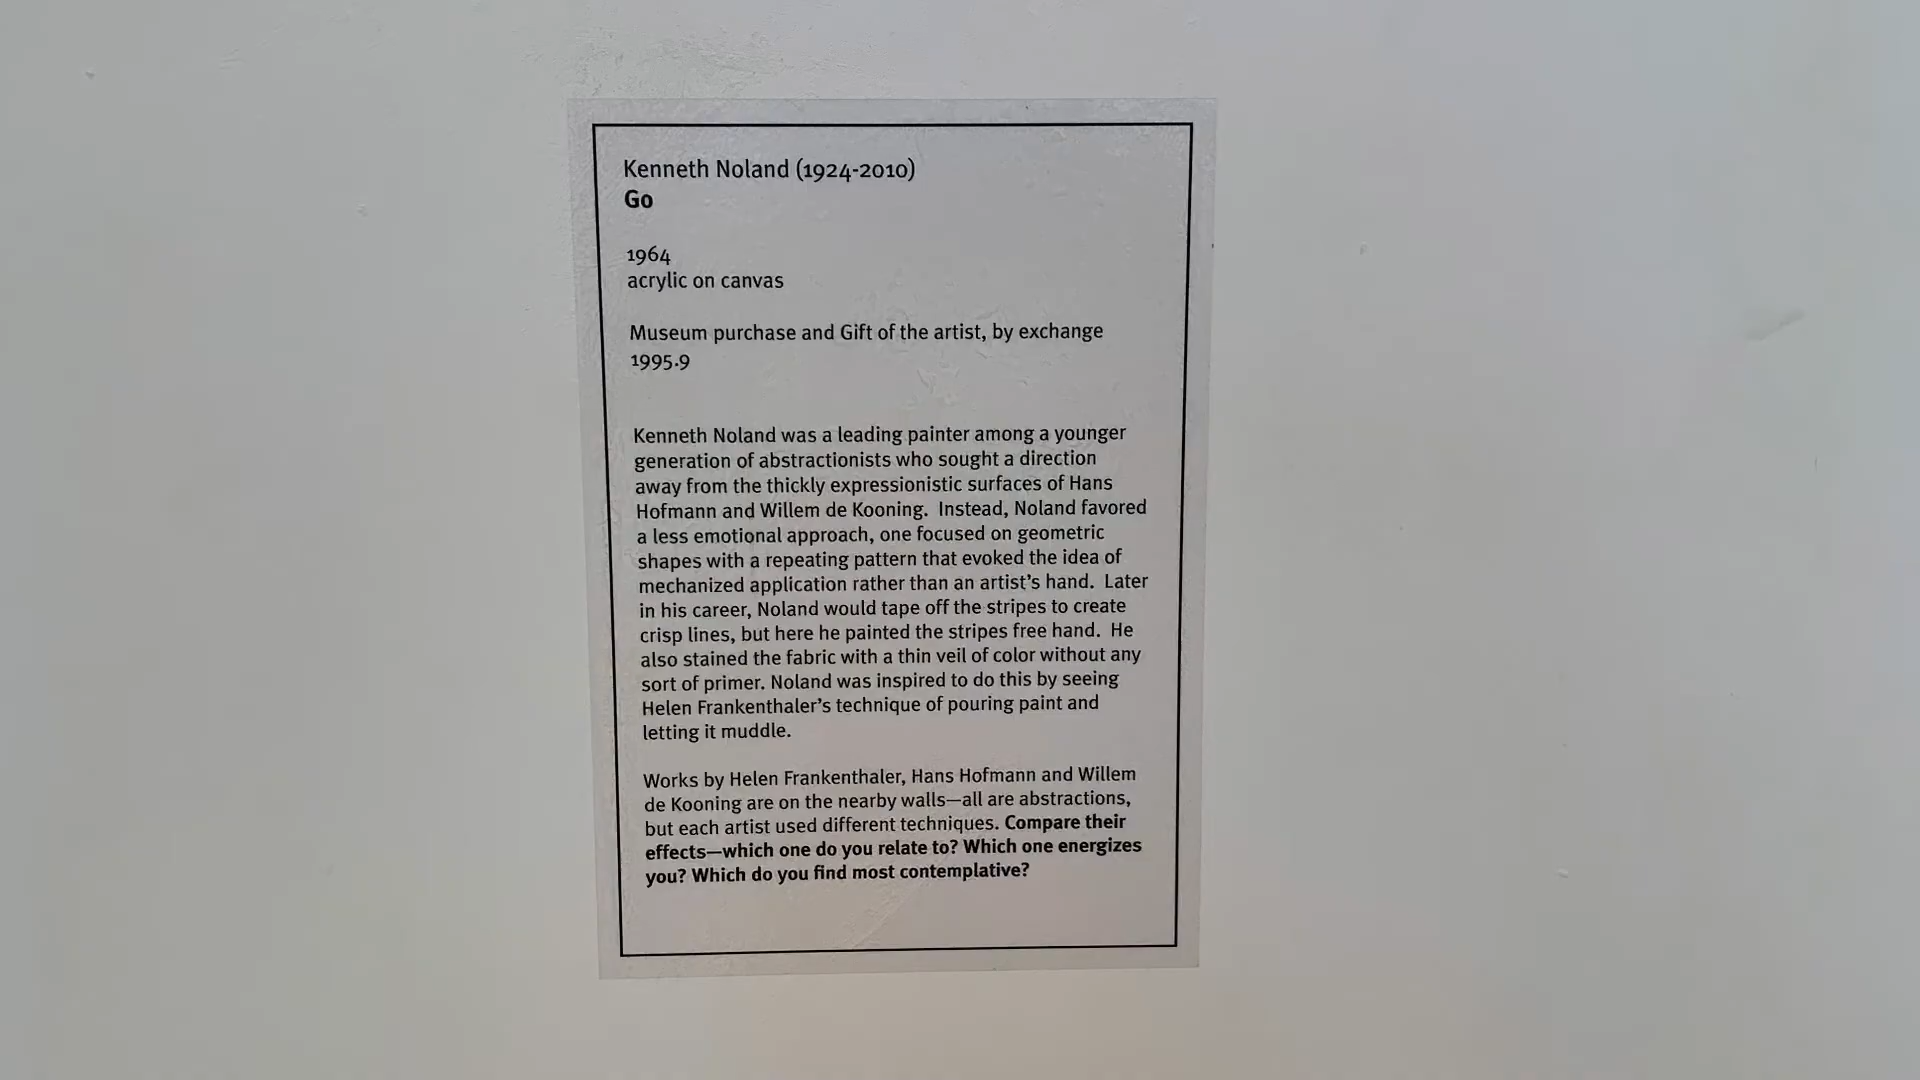 Kenneth Noland (1924-2010)
Go
1964
acrylic on canvas
Museum purchase and Gift of the artist, by exchange
1995.9
Kenneth Noland was a leading painter among a younger
generation of abstractionists who sought a direction
away from the thickly expressionistic surfaces of Hans
Hofmann and Willem de Kooning.  Instead, Noland favored
a less emotional approach, one focused on geometric
shapes with a repeating pattern that evoked the idea of
mechanized application rather than an artist’s hand.  Later
in his career, Noland would tape off the stripes to create
crisp lines, but here he painted the stripes free hand.  He
also stained the fabric with a thin veil of color without any
sort of primer. Noland was inspired to do this by seeing
Helen Frankenthaler’s technique of pouring paint and
letting it muddle.
Works by Helen Frankenthaler, Hans Hofmann and Willem
de Kooning are on the nearby walls—all are abstractions,
but each artist used different techniques. Compare their
effects—which one do you relate to? Which one energizes
you? Which do you find most contemplative?